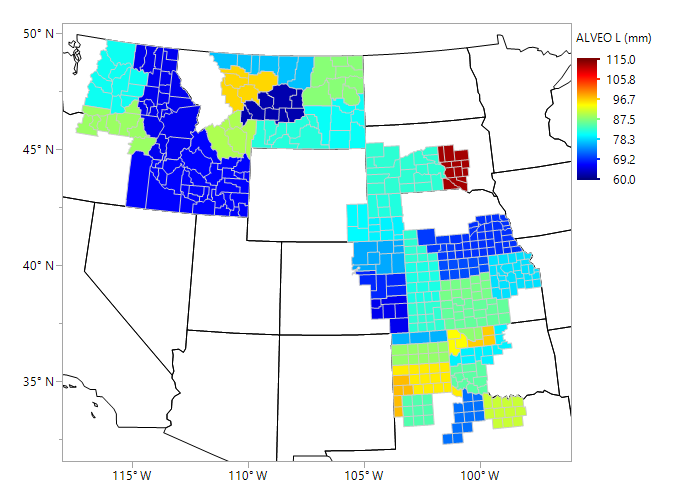 50° N
45° N
40° N
35° N
115° W
110° W
105° W
100° W
ALVEO L (mm)
115.0
105.8
96.7
87.5
78.3
69.2
60.0